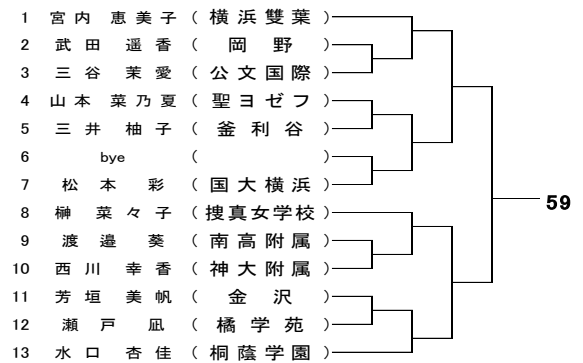 1 宮内 恵美子 ( 横浜雙葉 )
2 武田 遥香 ( 岡野 )
3 三谷 茉愛 ( 公文国際 )
4 山本 菜乃夏 ( 聖ヨゼフ )
5 三井 柚子 ( 釜利谷 )
6 bye ( )
7 松本 彩 ( 国大横浜 )
8 榊 菜々子 ( 捜真女学校 )
9 渡邉 葵 ( 南高附属 )
10 西川 幸香 ( 神大附属 )
11 芳垣 美帆 ( 金沢 )
12 瀬戸 凪 ( 橘学苑 )
13 水口 杏佳 ( 桐蔭学園 )
59